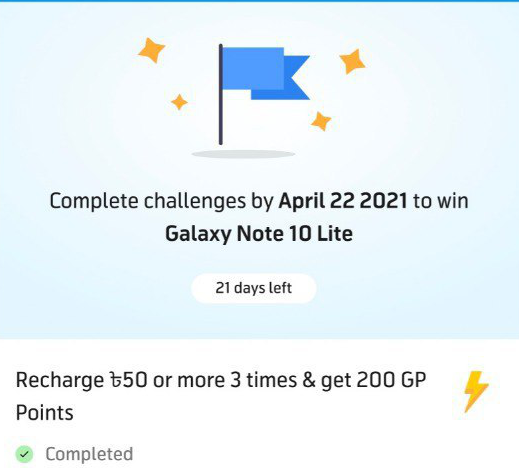 Complete challenges by April 22 2021 to win
Galaxy Note 10 Lite
21 days left
Recharge ৳50 or more 3 times & get 200 GP
Points
Completed